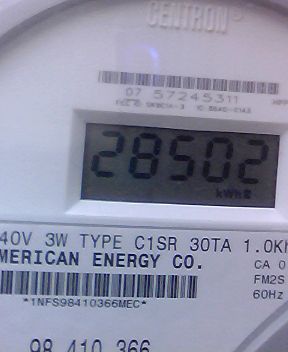 CENTRON®
07 57245311
28502
kWh
40V 3W TYPE C1SR 30TA 1.0Kh
MERICAN ENERGY CO.
CA 0
FM2S
60Hz
*1NFS98410366MEC*
98 410 366